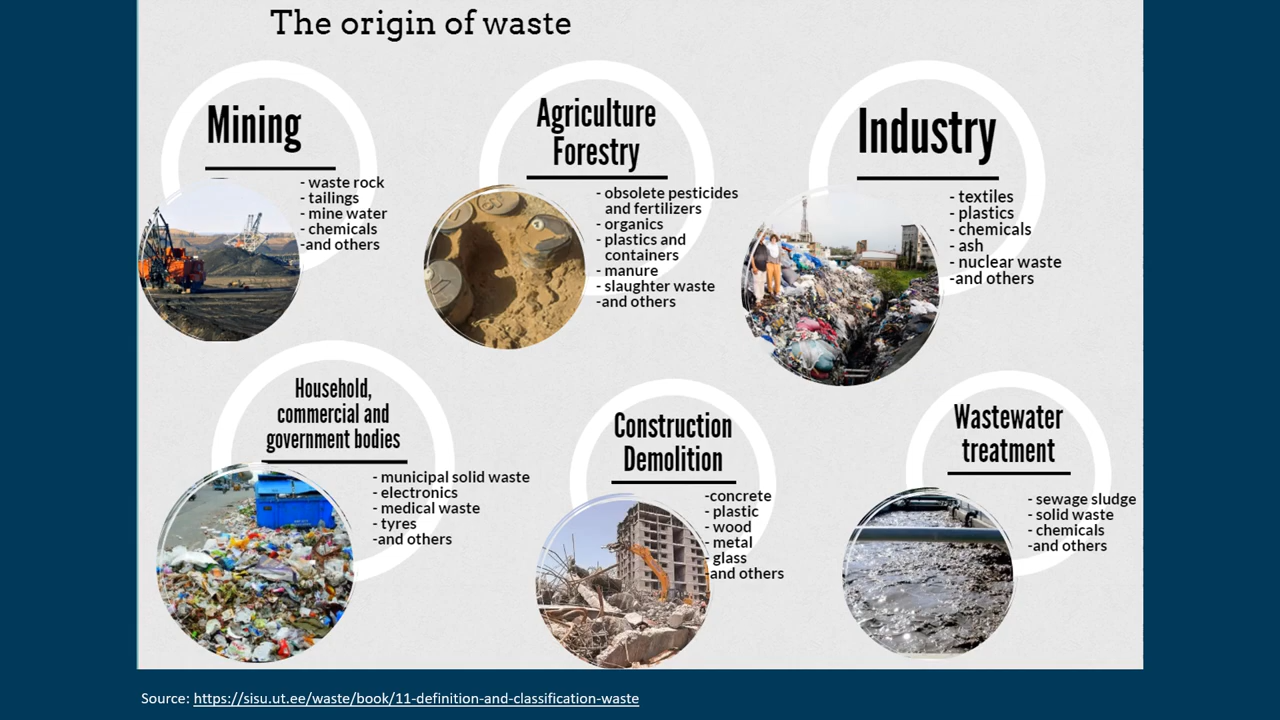 The origin of waste
Mining
- waste rock
- tailings
- mine water
- chemicals
-and others
Agriculture
Forestry
- obsolete pesticides
and fertilizers
- organics
- plastics and
containers
- manure
- slaughter waste
-and others
Industry
- textiles
- plastics
- chemicals
- ash
- nuclear waste
-and others
Household,
commercial and
government bodies
- municipal solid waste
- electronics
- medical waste
- tyres
-and others
Construction
Demolition
-concrete
- plastic
- wood
- metal
- glass
-and others
Wastewater
treatment
- sewage sludge
- solid waste
- chemicals
-and others
Source: https://sisu.ut.ee/waste/book/11-definition-and-classification-waste